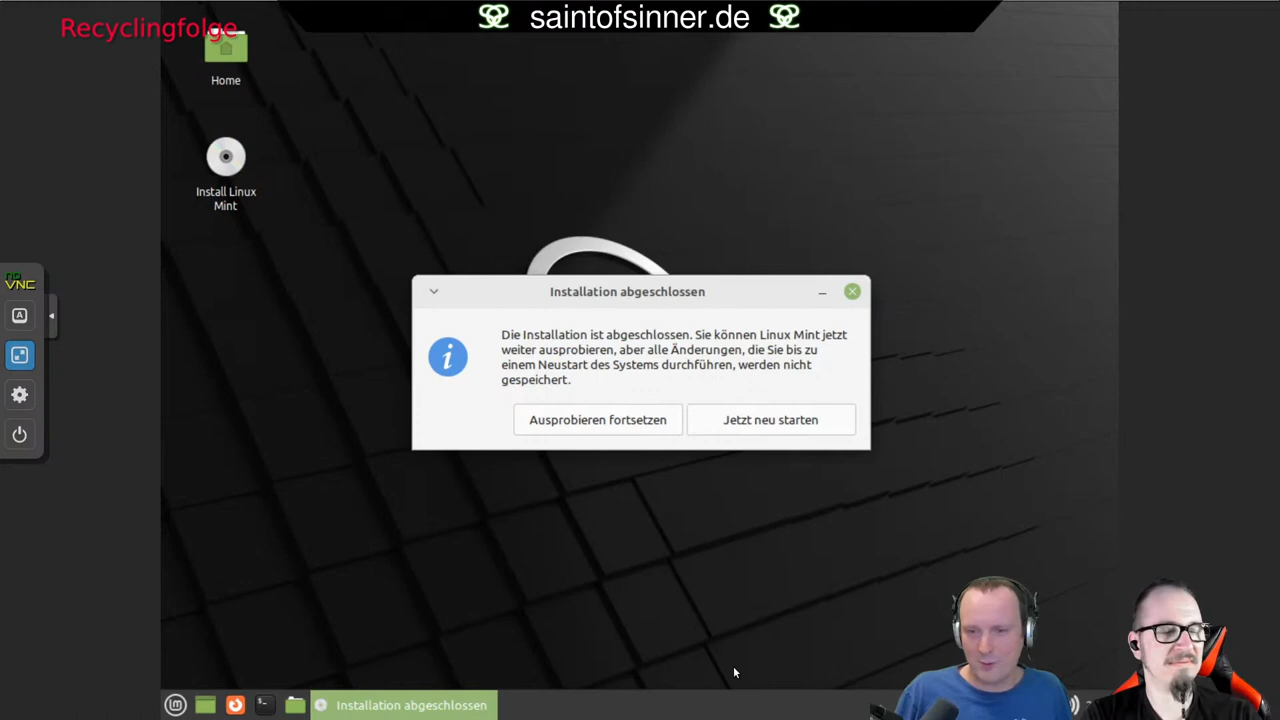 Recyclingfolge
saintofsinner.de
Home
Install Linux
Mint
no
VNC
A
Installation abgeschlossen
Die Installation ist abgeschlossen. Sie können Linux Mint jetzt
weiter ausprobieren, aber alle Änderungen, die Sie bis zu
einem Neustart des Systems durchführen, werden nicht
gespeichert.
Ausprobieren fortsetzen
Jetzt neu starten
Installation abgeschlossen